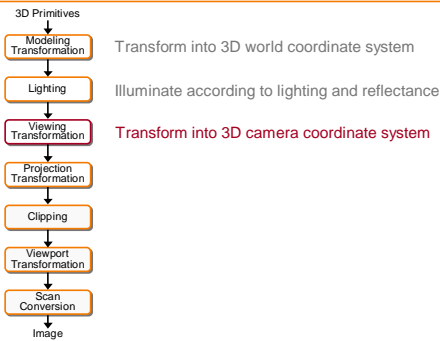 3D Primitives
Modeling
Transformation
Transform into 3D world coordinate system
Lighting
Illuminate according to lighting and reflectance
Viewing
Transformation
Transform into 3D camera coordinate system
Projection
Transformation
Clipping
Viewport
Transformation
Scan
Conversion
Image